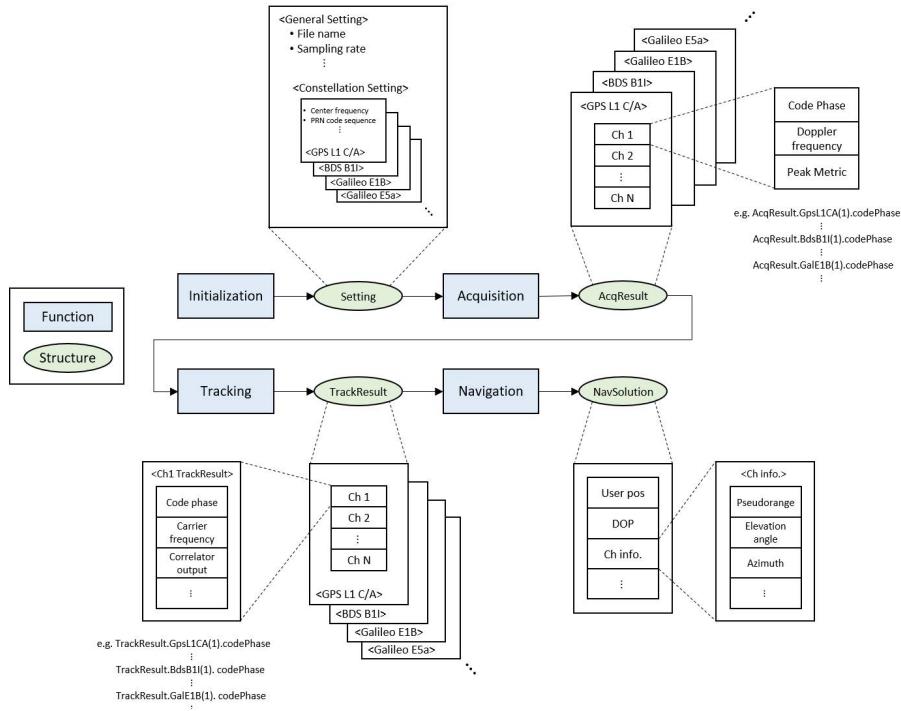 <General Setting>
• File name
• Sampling rate
⋮
<Constellation Setting>
• Center frequency
• PRN code sequence
⋮
<GPS L1 C/A>
<BDS B1I>
<Galileo E1B>
<Galileo E5a>
<Galileo E5a>
<Galileo E1B>
<BDS B1I>
<GPS L1 C/A>
Ch 1
Ch 2
⋮
Ch N
Code Phase
Doppler
frequency
Peak Metric
e.g. AcqResult.GpsL1CA(1).codePhase
⋮
AcqResult.BdsB1I(1).codePhase
⋮
AcqResult.GalE1B(1).codePhase
⋮
Initialization
Setting
Acquisition
AcqResult
Function
Structure
Tracking
TrackResult
Navigation
NavSolution
<Ch1 TrackResult>
Code phase
Carrier
frequency
Correlator
output
⋮
Ch 1
Ch 2
⋮
Ch N
<GPS L1 C/A>
<BDS B1I>
<Galileo E1B>
<Galileo E5a>
e.g. TrackResult.GpsL1CA(1).codePhase
⋮
TrackResult.BdsB1I(1). codePhase
⋮
TrackResult.GalE1B(1). codePhase
⋮
User pos
DOP
Ch info.
⋮
<Ch info.>
Pseudorange
Elevation
angle
Azimuth
⋮